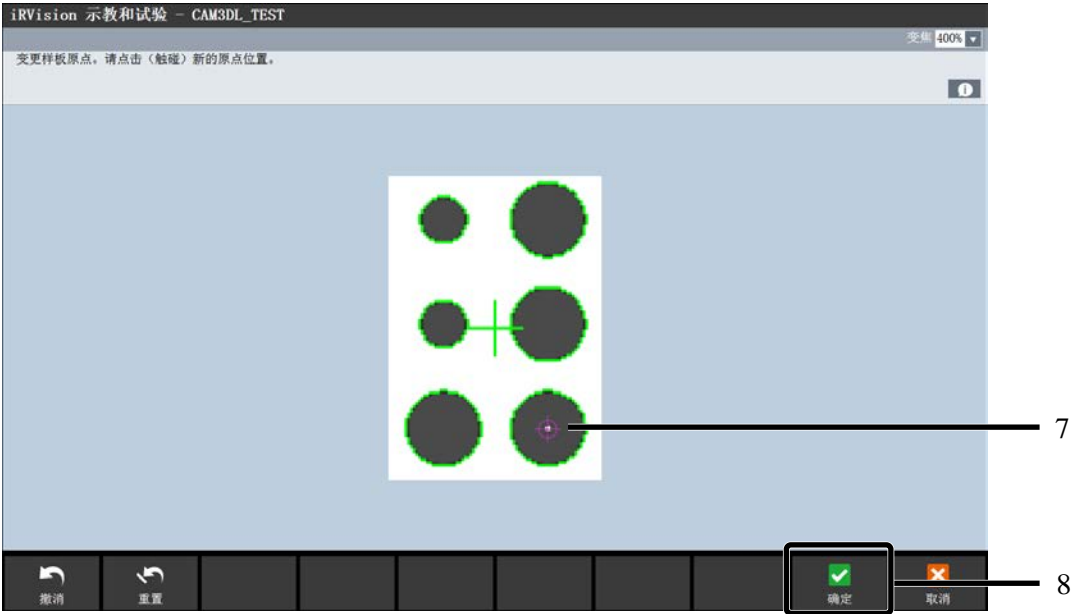 iRVision 示教和试验 - CAM3DL_TEST
变焦 400%
变更样板原点。请点击（触碰）新的原点位置。
7
8
撤消
重置
确定
取消